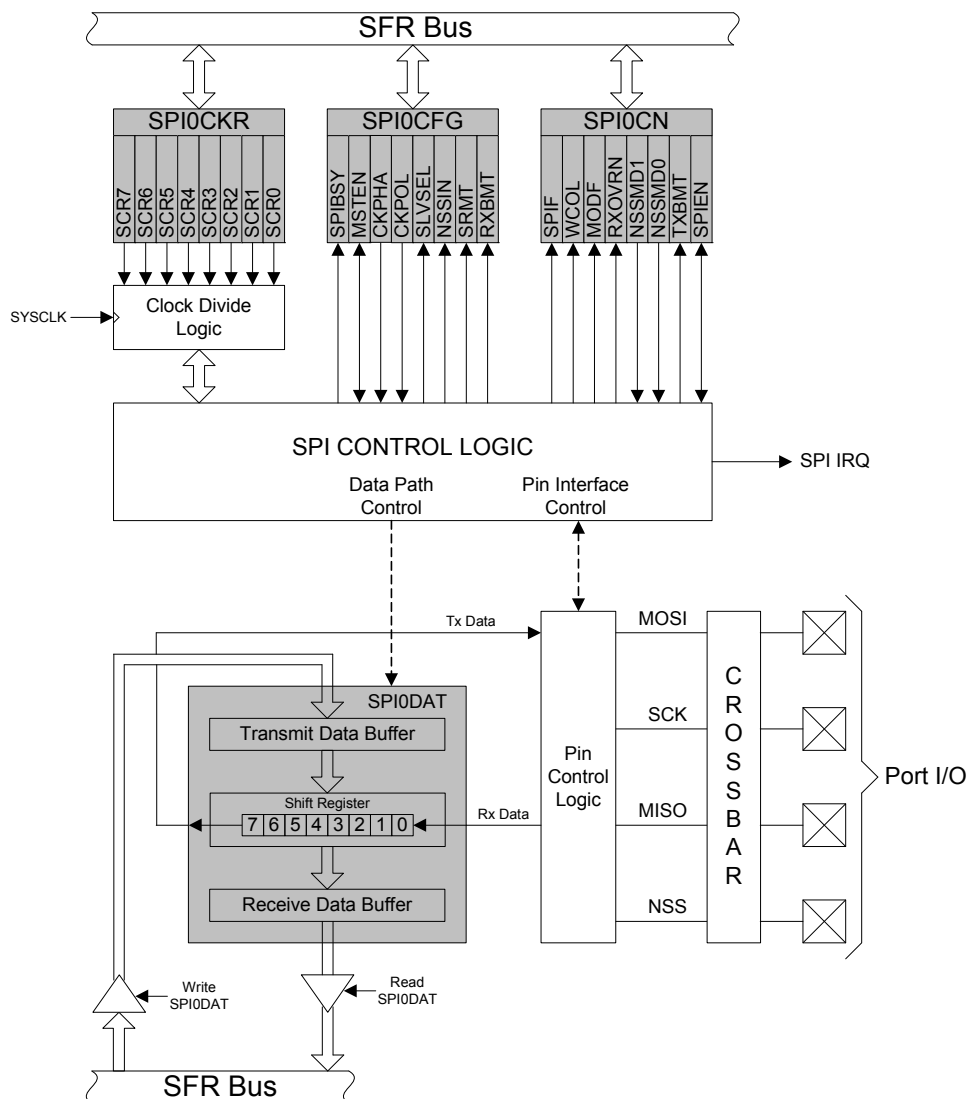 SFR Bus
SPI0CKR
SCR7
SCR6
SCR5
SCR4
SCR3
SCR2
SCR1
SCR0
SPI0CFG
SPIBSY
MSTEN
CKPHA
CKPOL
SLVSEL
NSSIN
SRMT
RXBMT
SPI0CN
SPIF
WCOL
MODF
RXOVRN
NSSMD1
NSSMD0
TXBMT
SPIEN
SYSCLK
Clock Divide
Logic
SPI CONTROL LOGIC
SPI IRQ
Data Path
Control
Pin Interface
Control
Tx Data
MOSI
SPI0DAT
Transmit Data Buffer
SCK
Shift Register
7 6 5 4 3 2 1 0
Rx Data
Pin
Control
Logic
MISO
CROSSBAR
Port I/O
Receive Data Buffer
NSS
Write
SPI0DAT
Read
SPI0DAT
SFR Bus